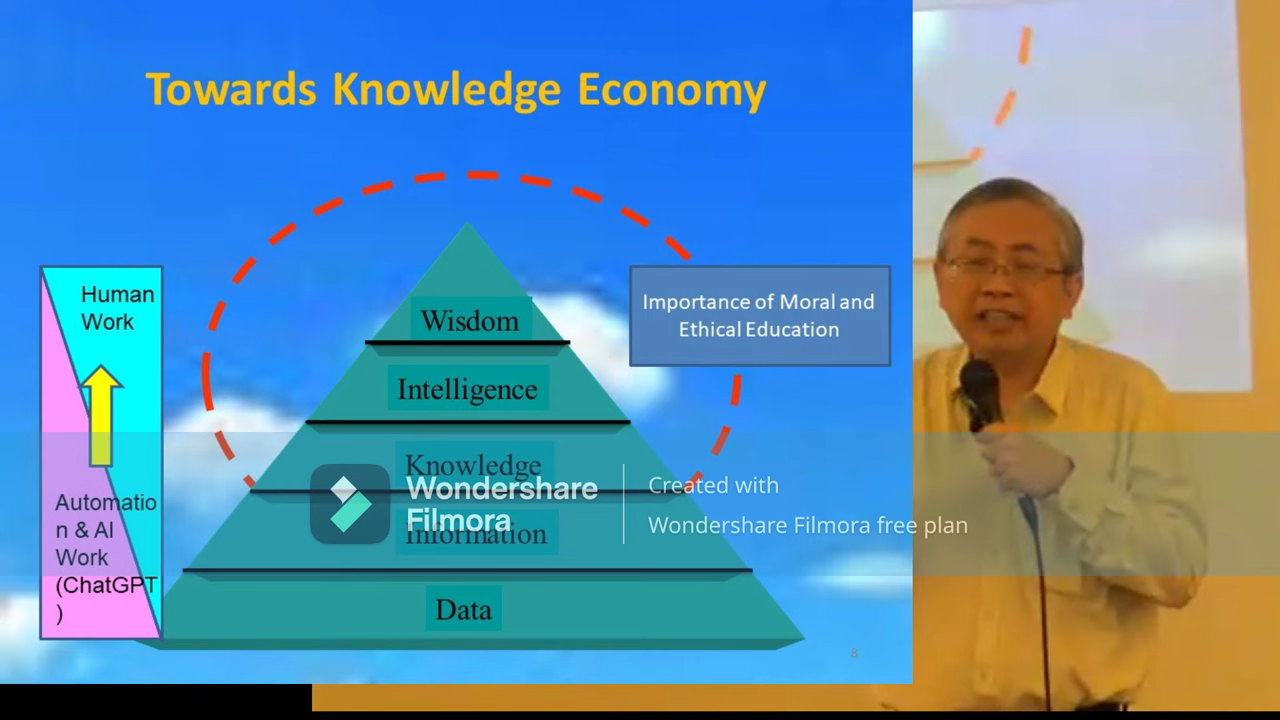 Towards Knowledge Economy
Human
Work
Automatio
n & AI
Work
(ChatGPT
)
Wisdom
Intelligence
Knowledge
Information
Data
Importance of Moral and
Ethical Education
Wondershare
Filmora
Created with
Wondershare Filmora free plan
8